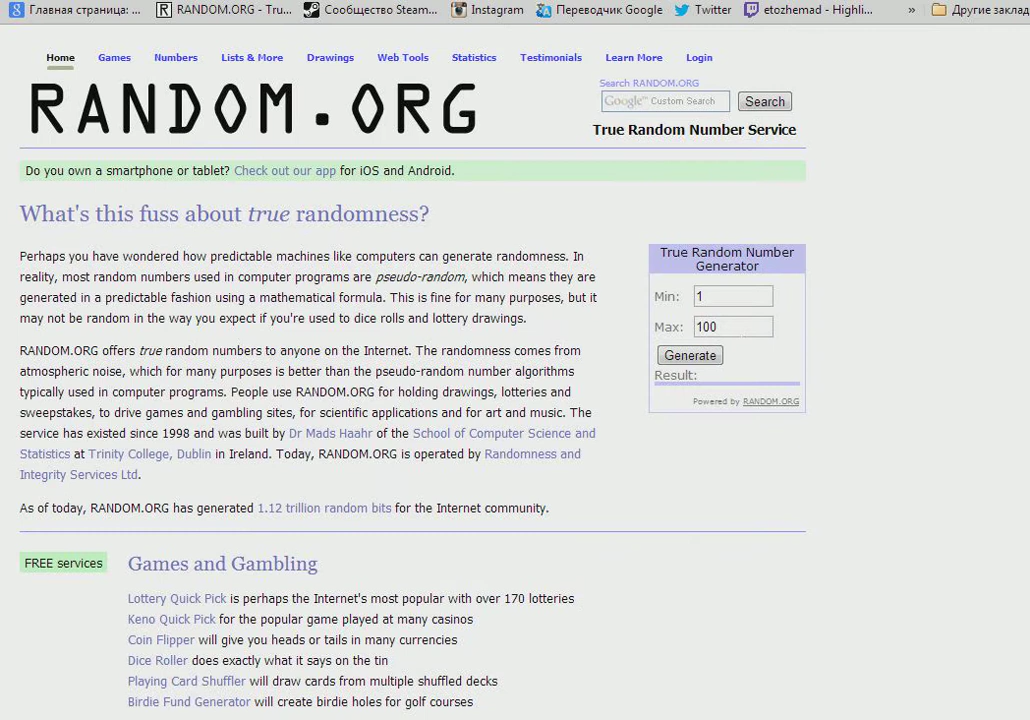 Главная страница: ... RANDOM.ORG - Tru... Сообщество Steam... Instagram Переводчик Google Twitter etozhemad - Highli... » Другие заклад
Home Games Numbers Lists & More Drawings Web Tools Statistics Testimonials Learn More Login
RANDOM.ORG
Search RANDOM.ORG
Google™ Custom Search Search
True Random Number Service
Do you own a smartphone or tablet? Check out our app for iOS and Android.
What's this fuss about true randomness?
Perhaps you have wondered how predictable machines like computers can generate randomness. In
reality, most random numbers used in computer programs are pseudo-random, which means they are
generated in a predictable fashion using a mathematical formula. This is fine for many purposes, but it
may not be random in the way you expect if you're used to dice rolls and lottery drawings.
RANDOM.ORG offers true random numbers to anyone on the Internet. The randomness comes from
atmospheric noise, which for many purposes is better than the pseudo-random number algorithms
typically used in computer programs. People use RANDOM.ORG for holding drawings, lotteries and
sweepstakes, to drive games and gambling sites, for scientific applications and for art and music. The
service has existed since 1998 and was built by Dr Mads Haahr of the School of Computer Science and
Statistics at Trinity College, Dublin in Ireland. Today, RANDOM.ORG is operated by Randomness and
Integrity Services Ltd.
As of today, RANDOM.ORG has generated 1.12 trillion random bits for the Internet community.
True Random Number
Generator
Min: 1
Max: 100
Generate
Result:
Powered by RANDOM.ORG
FREE services
Games and Gambling
Lottery Quick Pick is perhaps the Internet's most popular with over 170 lotteries
Keno Quick Pick for the popular game played at many casinos
Coin Flipper will give you heads or tails in many currencies
Dice Roller does exactly what it says on the tin
Playing Card Shuffler will draw cards from multiple shuffled decks
Birdie Fund Generator will create birdie holes for golf courses